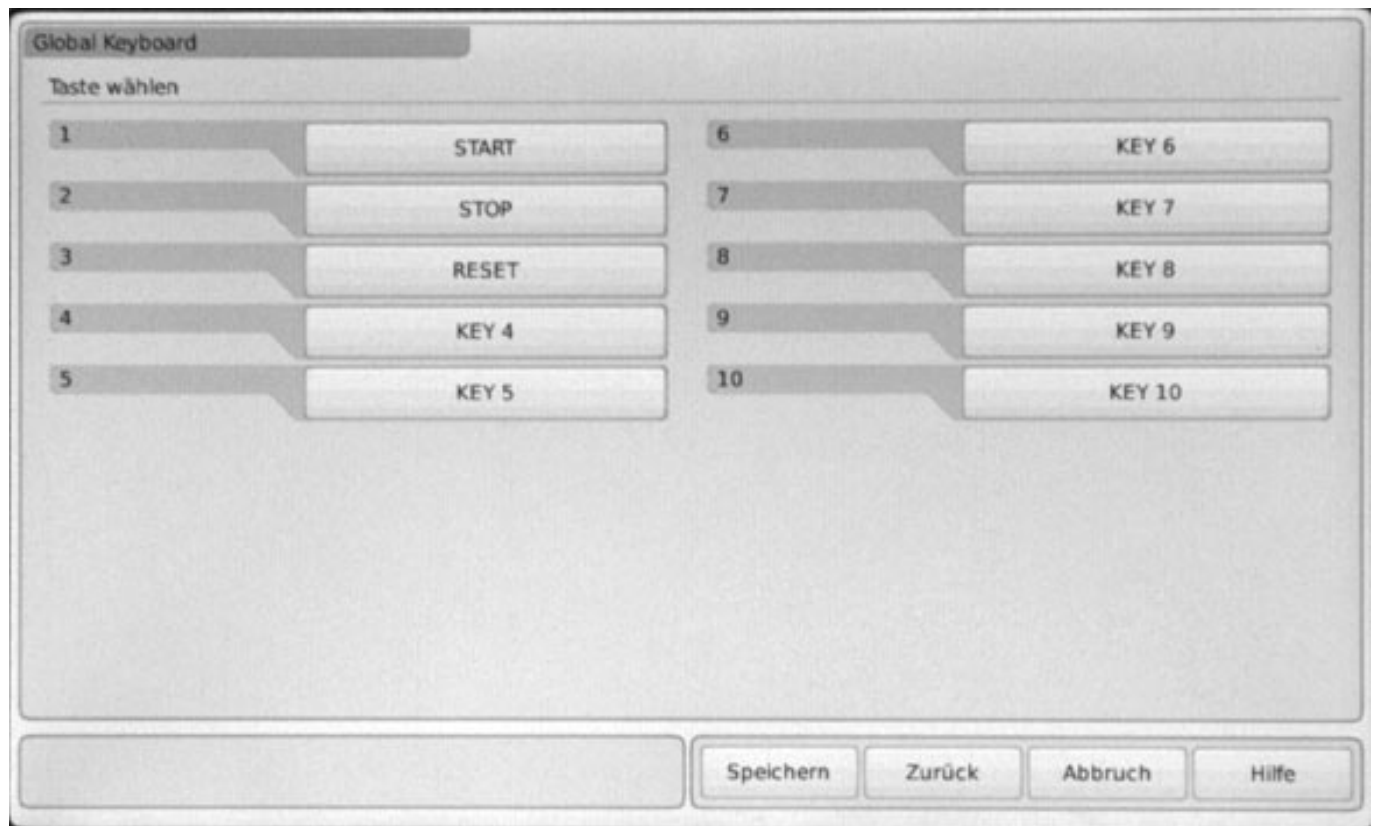 Global Keyboard
Taste wählen
1 START
2 STOP
3 RESET
4 KEY 4
5 KEY 5
6 KEY 6
7 KEY 7
8 KEY 8
9 KEY 9
10 KEY 10
Speichern Zurück Abbruch Hilfe